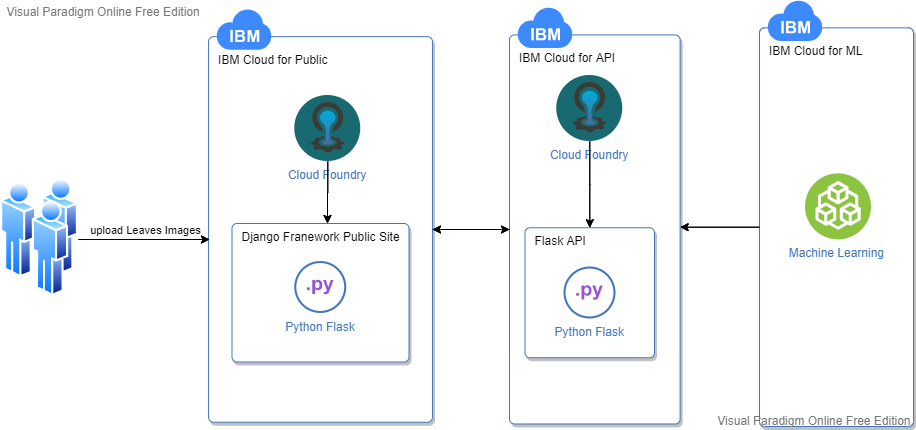 Visual Paradigm Online Free Edition
IBM
IBM Cloud for Public
Cloud Foundry
upload Leaves Images
Django Franework Public Site
.py
Python Flask
IBM
IBM Cloud for API
Cloud Foundry
Flask API
.py
Python Flask
IBM
IBM Cloud for ML
Machine Learning
Visual Paradigm Online Free Edition